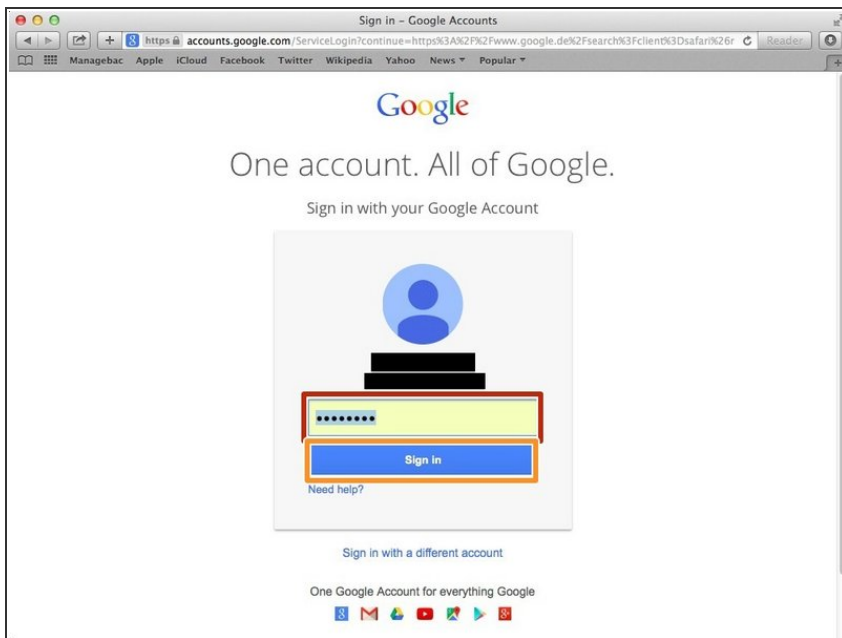 Sign in – Google Accounts
https accounts.google.com/ServiceLogin?continue=https%3A%2F%2Fwww.google.de%2Fsearch%3Fclient%3Dsafari%26r
Reader
Managebac Apple iCloud Facebook Twitter Wikipedia Yahoo News Popular
Google
One account. All of Google.
Sign in with your Google Account
Sign in
Need help?
Sign in with a different account
One Google Account for everything Google